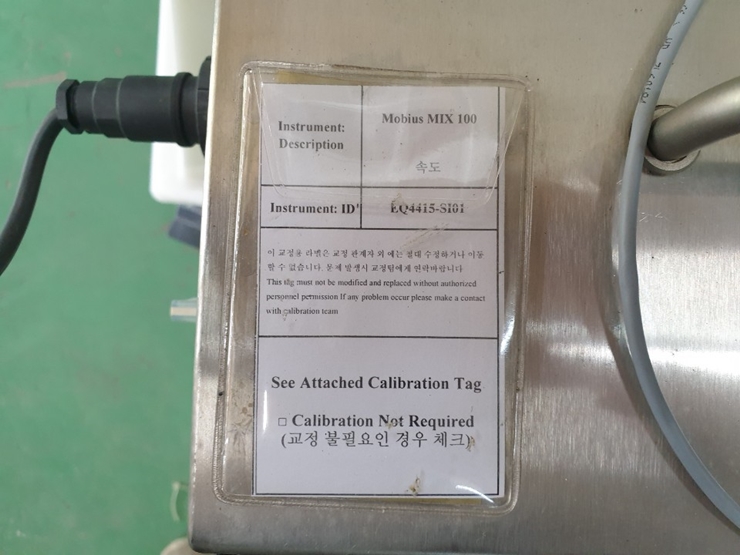 Instrument:
Description
Mobius MIX 100
속도
Instrument: ID'
EQ4415-SI01
이 교정용 라벨은 교정 관계자 외 에는 절대 수정하거나 이동
할 수 없습니다. 문제 발생시 교정팀에게 연락바랍니다
This slig must not be modified and replaced without authorized
personnel permission If any problem occur please make a contact
with calibration team
See Attached Calibration Tag
□ Calibration Not Required
(교정 불필요인 경우 체크)